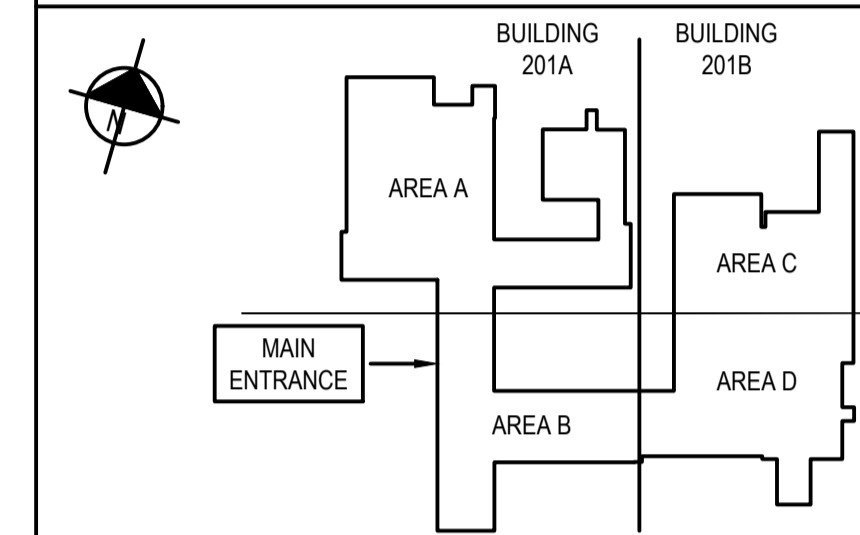 BUILDING
201A
BUILDING
201B
N
AREA A
AREA C
MAIN
ENTRANCE
AREA D
AREA B